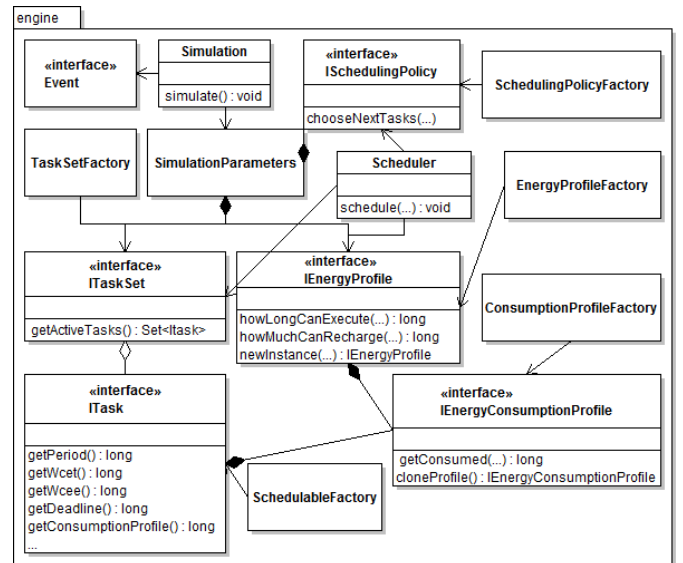 engine
«interface»
Event
Simulation
simulate() : void
«interface»
ISchedulingPolicy
chooseNextTasks(...)
SchedulingPolicyFactory
TaskSetFactory
SimulationParameters
Scheduler
schedule(...) : void
EnergyProfileFactory
«interface»
ITaskSet
getActiveTasks() : Set<Itask>
«interface»
IEnergyProfile
howLongCanExecute(...) : long
howMuchCanRecharge(...) : long
newInstance(...) : IEnergyProfile
ConsumptionProfileFactory
«interface»
ITask
getPeriod() : long
getWcet() : long
getWcee() : long
getDeadline() : long
getConsumptionProfile() : long
...
SchedulableFactory
«interface»
IEnergyConsumptionProfile
getConsumed(...) : long
cloneProfile() : IEnergyConsumptionProfile